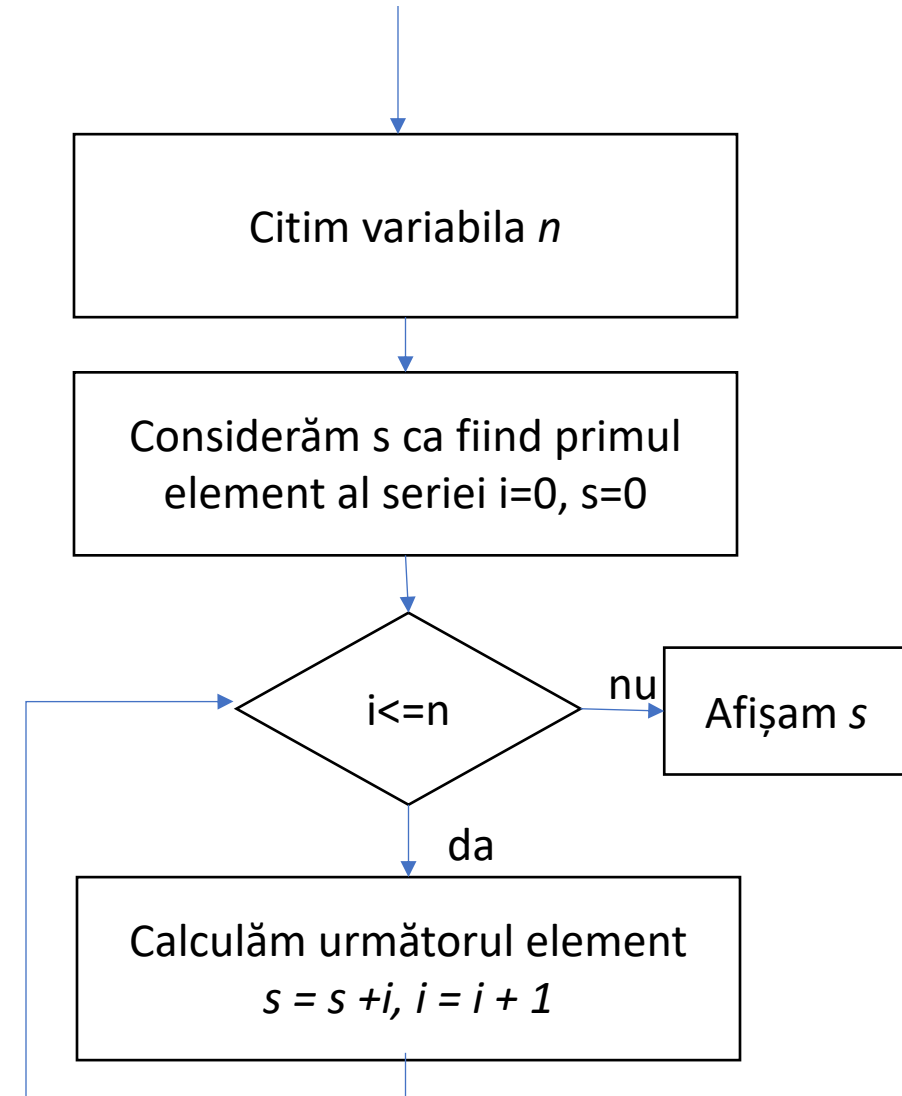 Citim variabila n
Considerăm s ca fiind primul
element al seriei i=0, s=0
i<=n
nu
Afișam s
da
Calculăm următorul element
s = s +i, i = i + 1